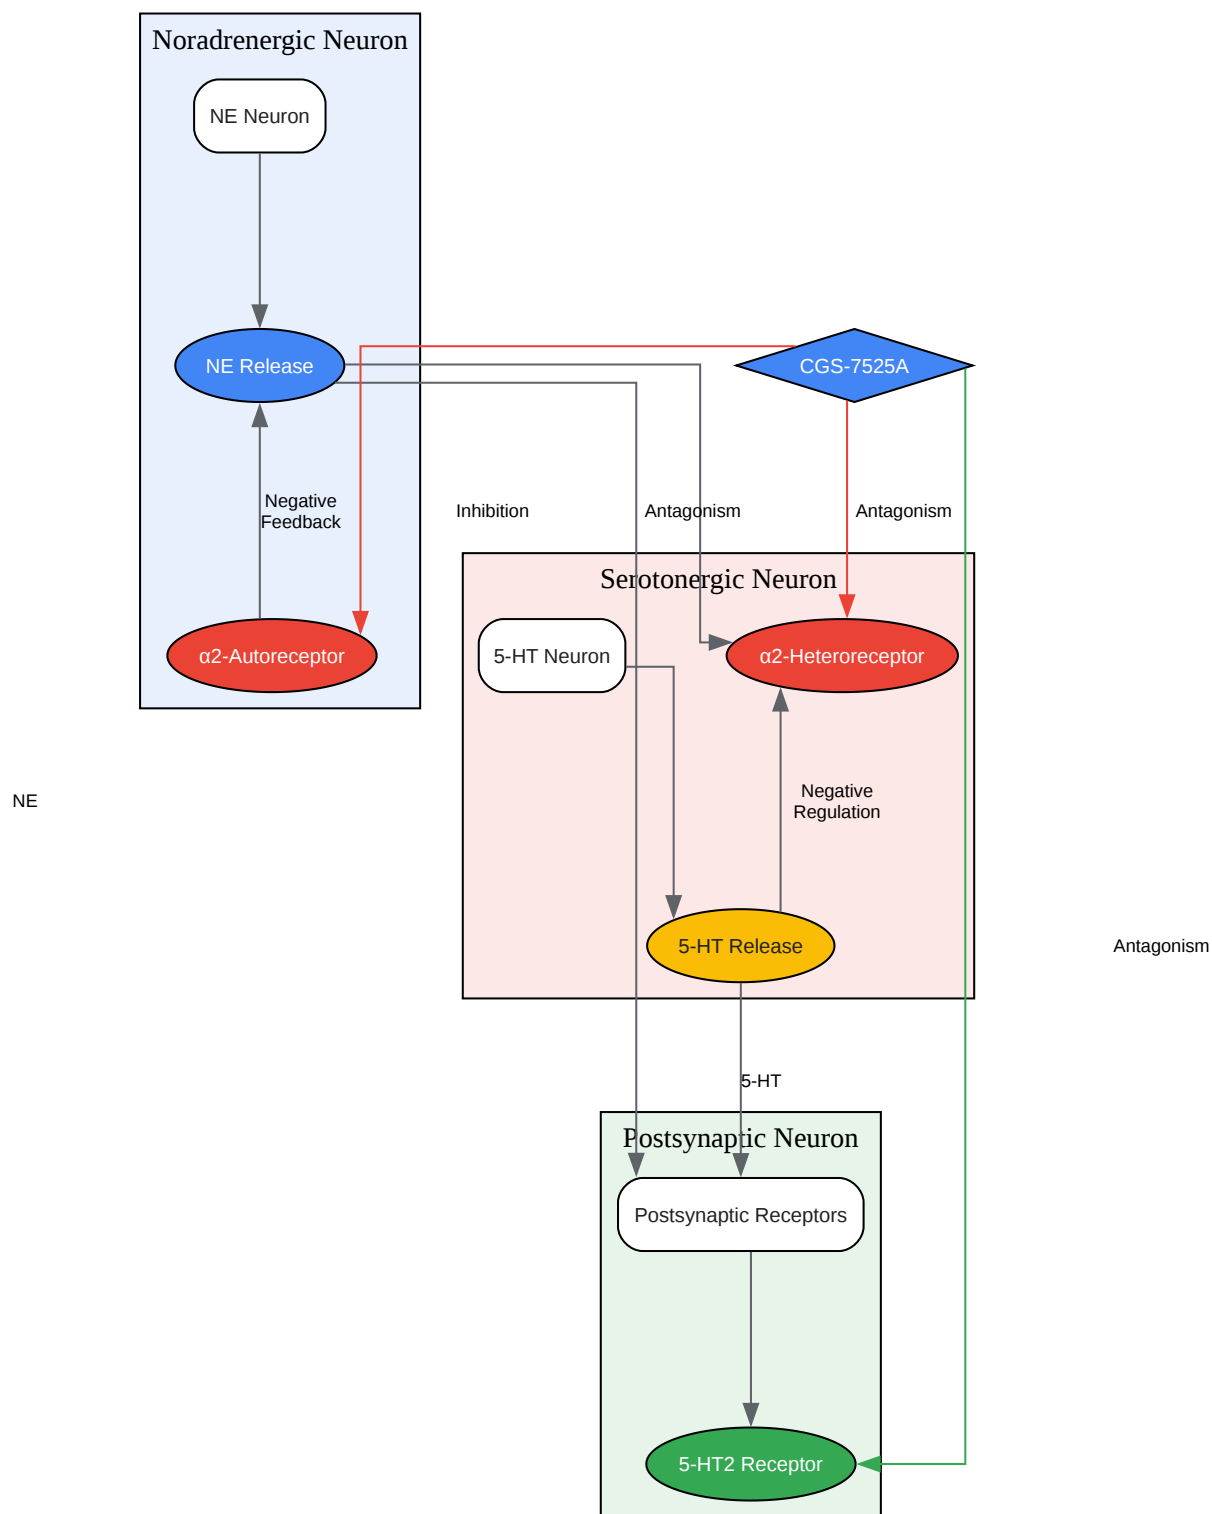 Noradrenergic Neuron
NE Neuron
NE Release
CGS-7525A
Negative
Feedback
Inhibition
Antagonism
Antagonism
Serotonergic Neuron
α2-Autoreceptor
5-HT Neuron
α2-Heteroreceptor
NE
Negative
Regulation
5-HT Release
Antagonism
5-HT
Postsynaptic Neuron
Postsynaptic Receptors
5-HT2 Receptor